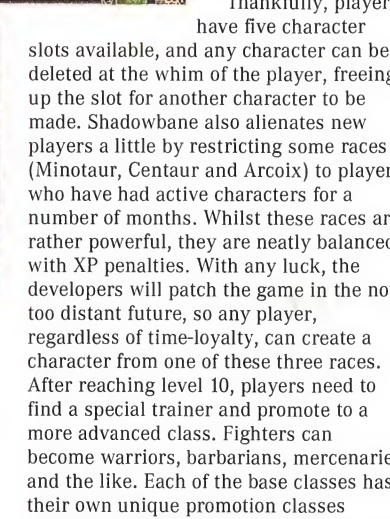 Thankfully, player
have five character
slots available, and any character can be
deleted at the whim of the player, freeing
up the slot for another character to be
made. Shadowbane also alienates new
players a little by restricting some races
(Minotaur, Centaur and Arcoix) to player
who have had active characters for a
number of months. Whilst these races ar
rather powerful, they are neatly balanced
with XP penalties. With any luck, the
developers will patch the game in the no
too distant future, so any player,
regardless of time-loyalty, can create a
character from one of these three races.
After reaching level 10, players need to
find a special trainer and promote to a
more advanced class. Fighters can
become warriors, barbarians, mercenarie
and the like. Each of the base classes has
their own unique promotion classes